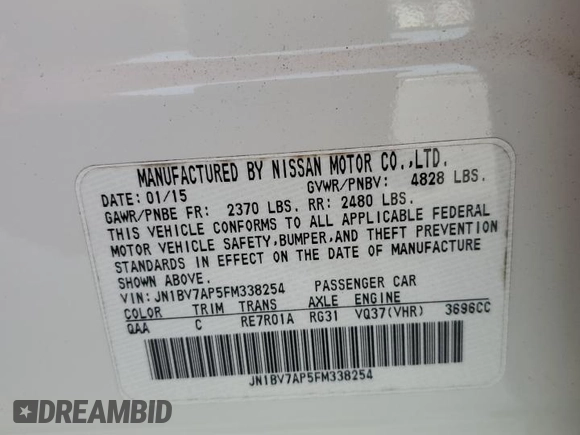 MANUFACTURED BY NISSAN MOTOR CO.,LTD.
DATE: 01/15 GVWR/PNBV: 4828 LBS.
GAWR/PNBE FR: 2370 LBS. RR: 2480 LBS.
THIS VEHICLE CONFORMS TO ALL APPLICABLE FEDERAL
MOTOR VEHICLE SAFETY,BUMPER,AND THEFT PREVENTION
STANDARDS IN EFFECT ON THE DATE OF MANUFACTURE
SHOWN ABOVE.
VIN: JN1BV7AP5FM338254 PASSENGER CAR
COLOR TRIM TRANS AXLE ENGINE
QAA C RE7R01A RG31 VQ37(VHR) 3696CC
JN1BV7AP5FM338254
DREAMBID